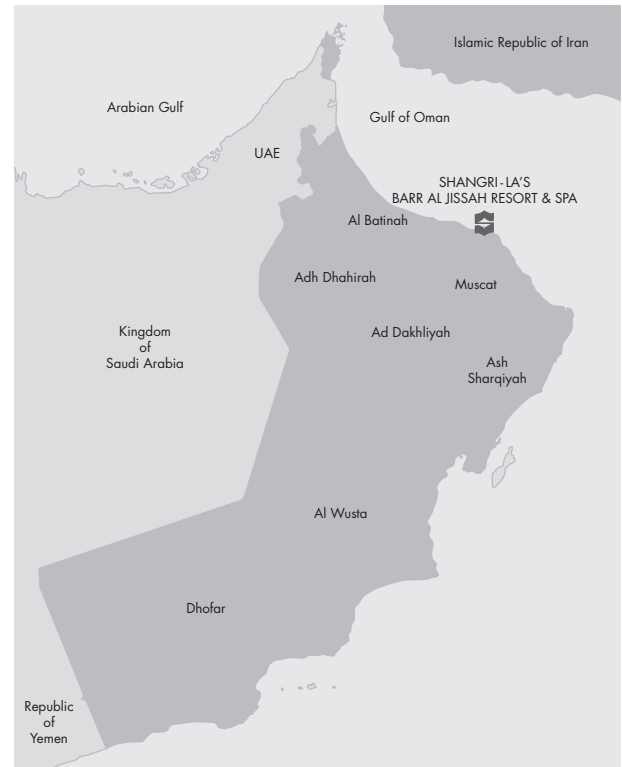 Islamic Republic of Iran
Arabian Gulf
Gulf of Oman
UAE
SHANGRI-LA'S
BARR AL JISSAH RESORT & SPA
Al Batinah
Adh Dhahirah
Muscat
Kingdom
of
Saudi Arabia
Ad Dakhliyah
Ash
Sharqiyah
Al Wusta
Dhofar
Republic
of
Yemen